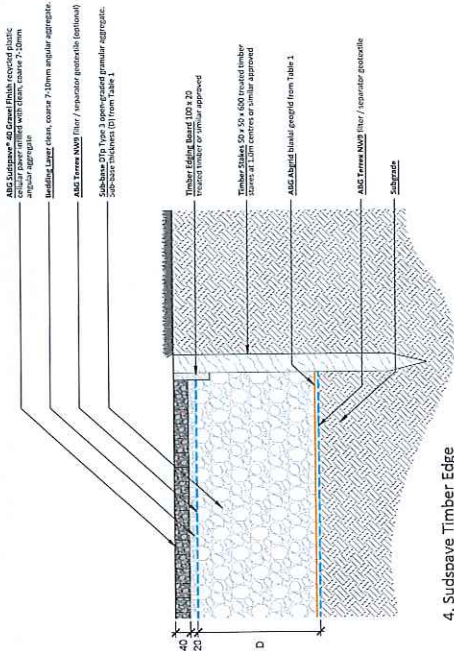 ABG Sudspave® 40 Gravel Finish recycled plastic
cellular paver infilled with clean, coarse 7-10mm
angular aggregate
Bedding Layer clean, coarse 7-10mm angular aggregate.
ABG Terrex NW9 filter / separator geotextile (optional)
Sub-base DTp Type 3 open-graded granular aggregate.
Sub-base thickness (D) from Table 1
Timber Edging Board 100 x 20
treated timber or similar approved
Timber Stakes 50 x 50 x 600 treated timber
stakes at 1.0m centres or similar approved
ABG Abgrid biaxial geogrid from Table 1
ABG Terrex NW9 filter / separator geotextile
Subgrade
40
20
D
4. Sudspave Timber Edge